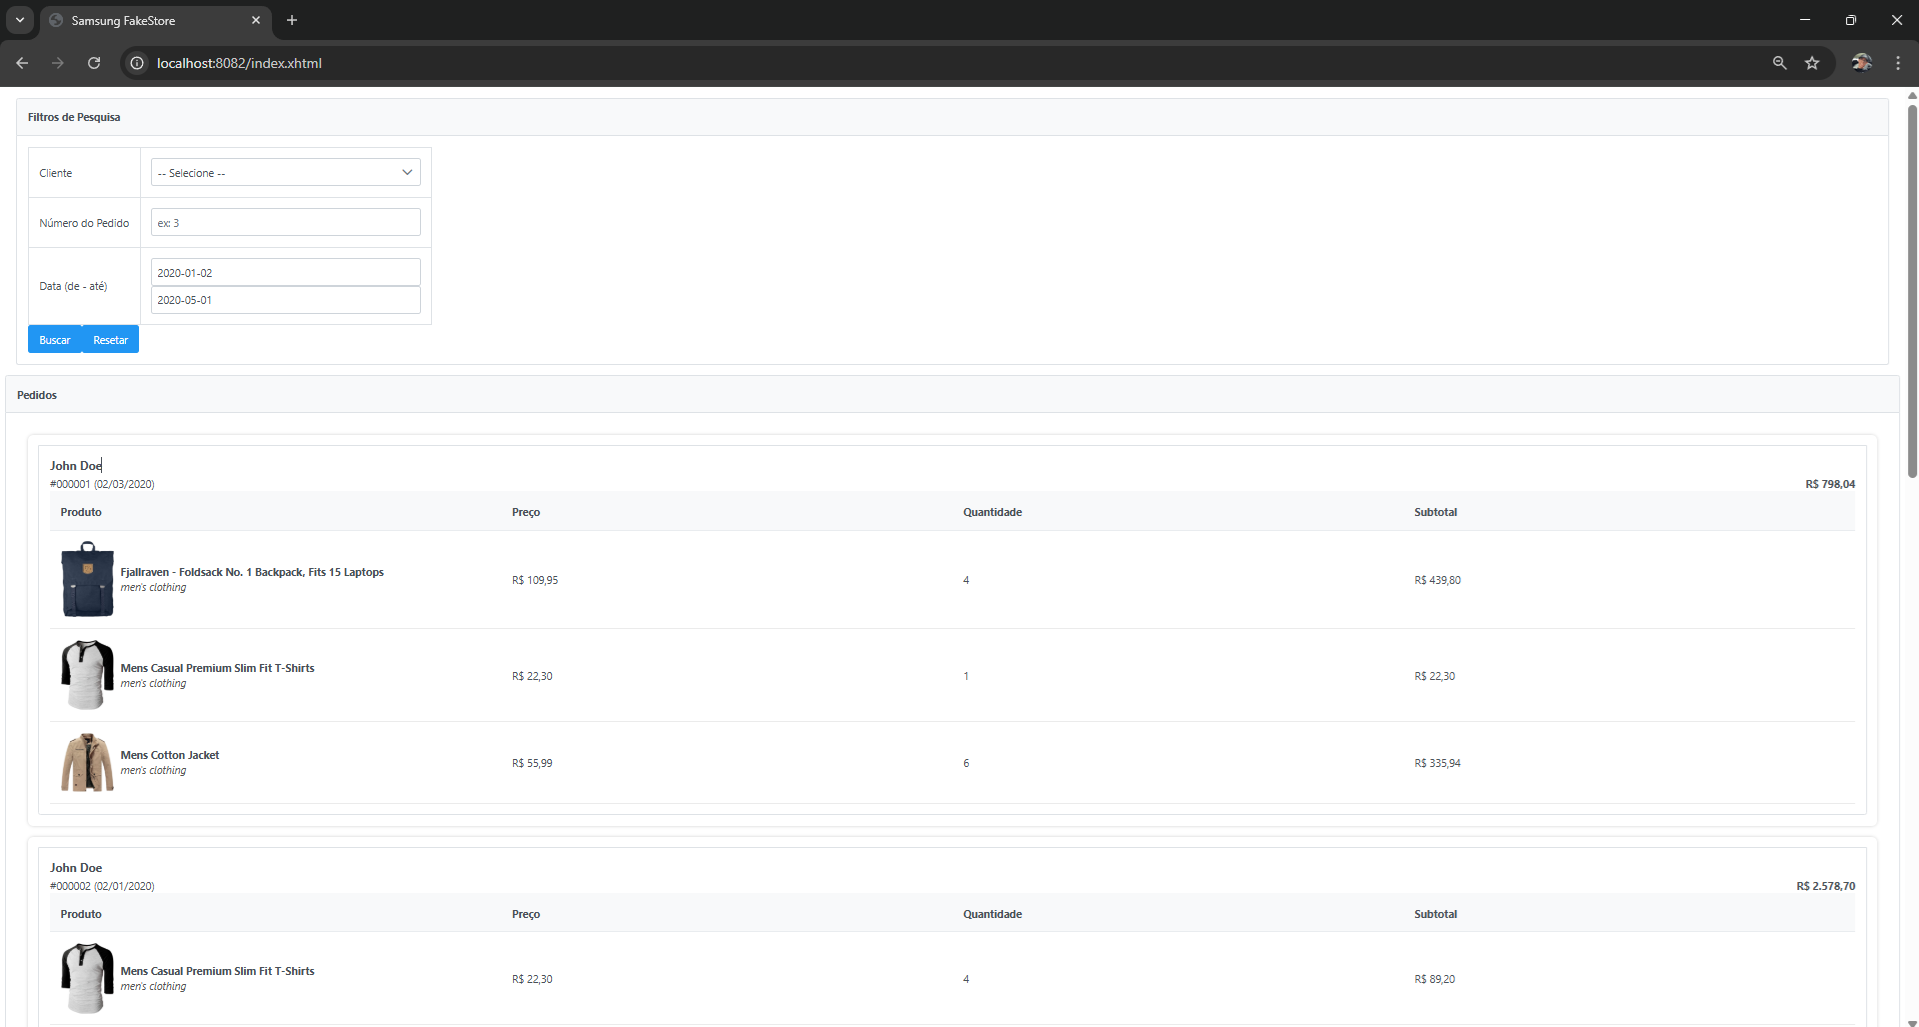 Samsung FakeStore
localhost:8082/index.xhtml
Filtros de Pesquisa
Cliente
-- Selecione --
Número do Pedido
ex: 3
Data (de - até)
2020-01-02
2020-05-01
Buscar Resetar
Pedidos
John Doe
#000001 (02/03/2020) R$ 798,04
Produto Preço Quantidade Subtotal
Fjallraven - Foldsack No. 1 Backpack, Fits 15 Laptops
men's clothing
R$ 109,95 4 R$ 439,80
Mens Casual Premium Slim Fit T-Shirts
men's clothing
R$ 22,30 1 R$ 22,30
Mens Cotton Jacket
men's clothing
R$ 55,99 6 R$ 335,94
John Doe
#000002 (02/01/2020) R$ 2.578,70
Produto Preço Quantidade Subtotal
Mens Casual Premium Slim Fit T-Shirts
men's clothing
R$ 22,30 4 R$ 89,20